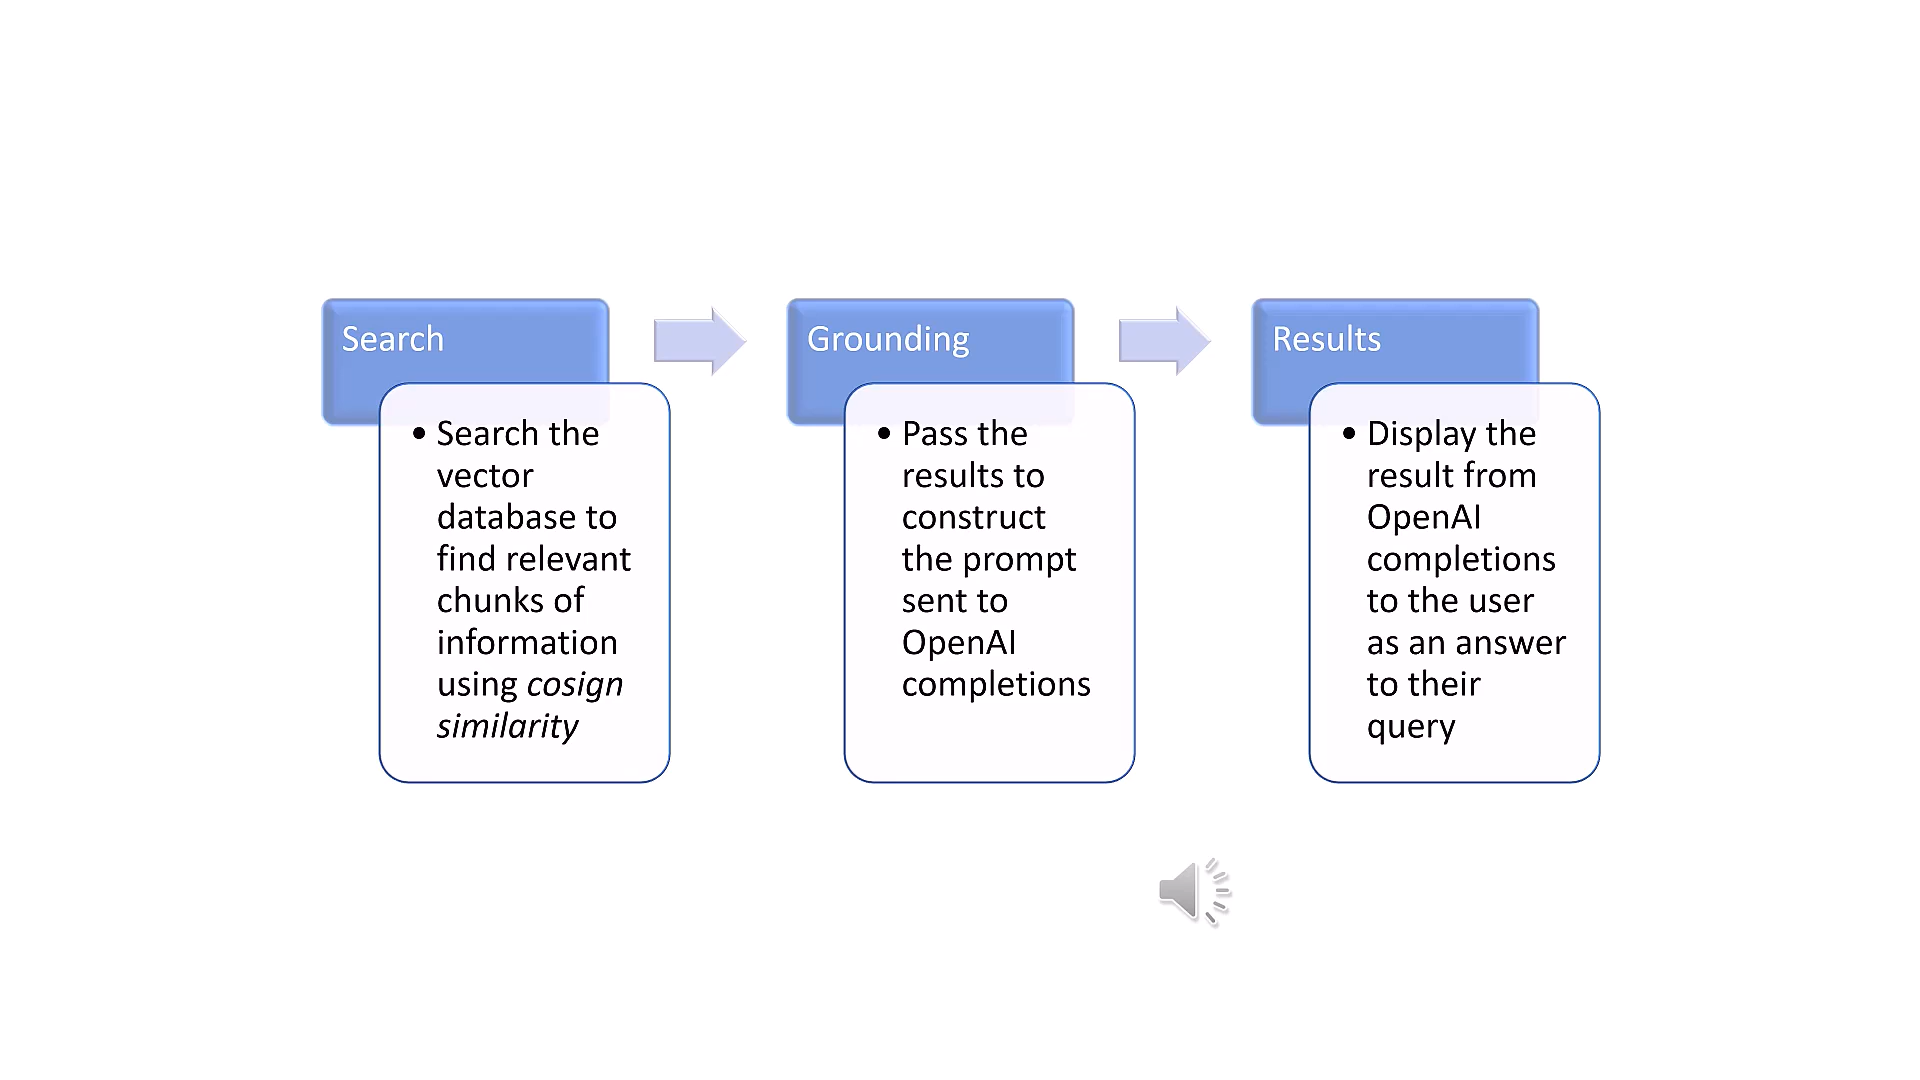 Search
• Search the
vector
database to
find relevant
chunks of
information
using cosign
similarity
Grounding
• Pass the
results to
construct
the prompt
sent to
OpenAI
completions
Results
• Display the
result from
OpenAI
completions
to the user
as an answer
to their
query